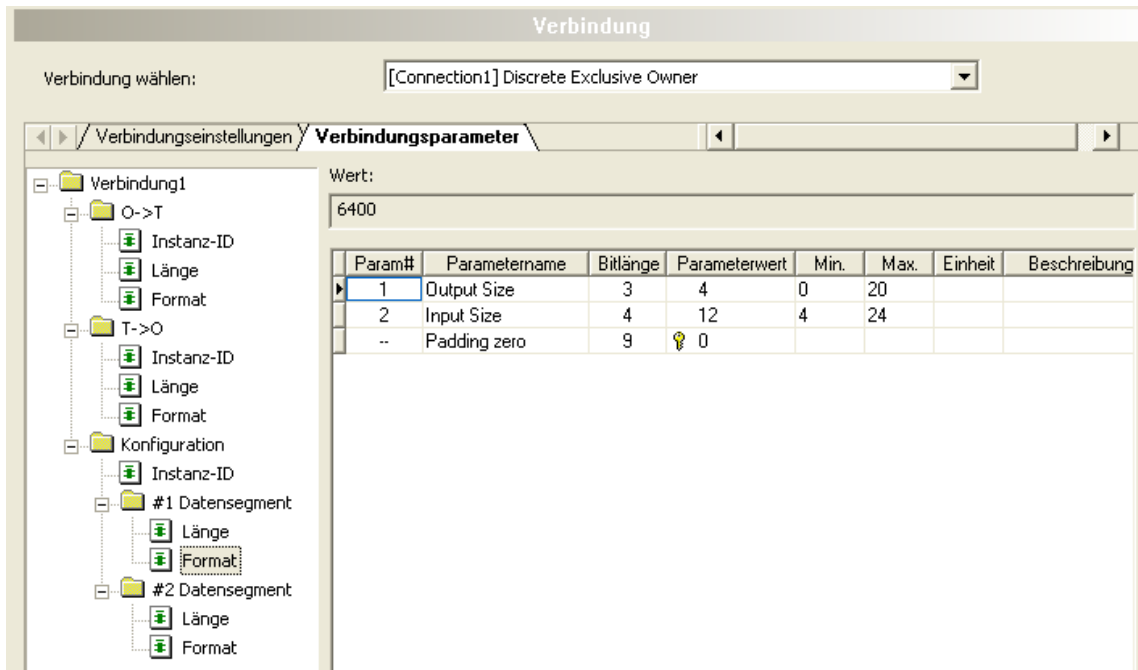 Verbindung
Verbindung wählen: [Connection1] Discrete Exclusive Owner
Verbindungseinstellungen Verbindungsparameter
Verbindung1
O->T
Instanz-ID
Länge
Format
T->O
Instanz-ID
Länge
Format
Konfiguration
Instanz-ID
#1 Datensegment
Länge
Format
#2 Datensegment
Länge
Format
Wert:
6400
Param# Parametername Bitlänge Parameterwert Min. Max. Einheit Beschreibung
1 Output Size 3 4 0 20
2 Input Size 4 12 4 24
-- Padding zero 9 0